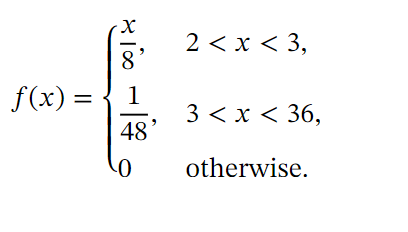 f(x) = { x/8, 2 < x < 3,
1/48, 3 < x < 36,
0 otherwise.